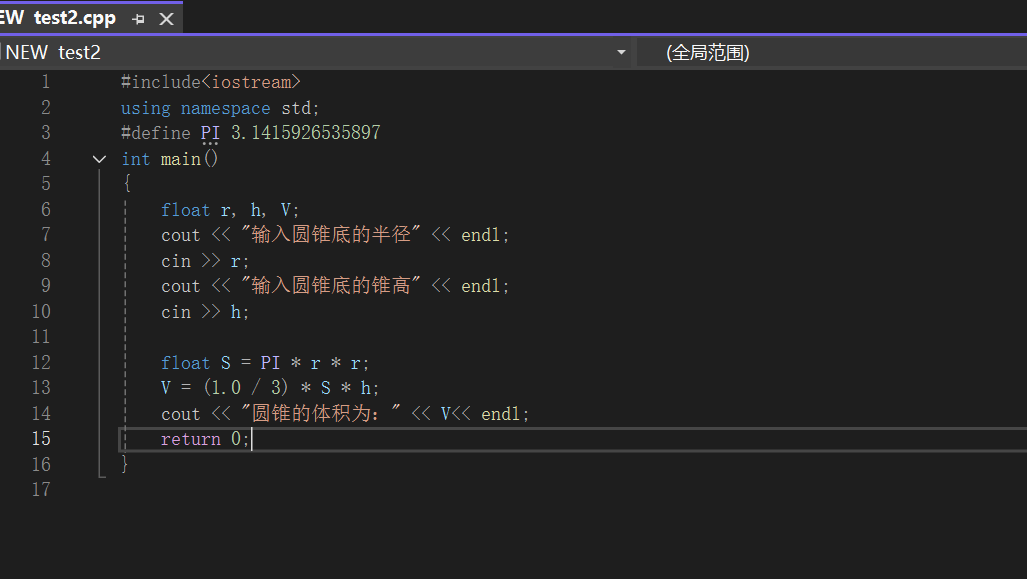 EW test2.cpp
NEW test2 (全局范围)
1 #include<iostream>
2 using namespace std;
3 #define PI 3.1415926535897
4 int main()
5 {
6 float r, h, V;
7 cout << "输入圆锥底的半径" << endl;
8 cin >> r;
9 cout << "输入圆锥底的锥高" << endl;
10 cin >> h;
11
12 float S = PI * r * r;
13 V = (1.0 / 3) * S * h;
14 cout << "圆锥的体积为：" << V<< endl;
15 return 0;
16 }
17